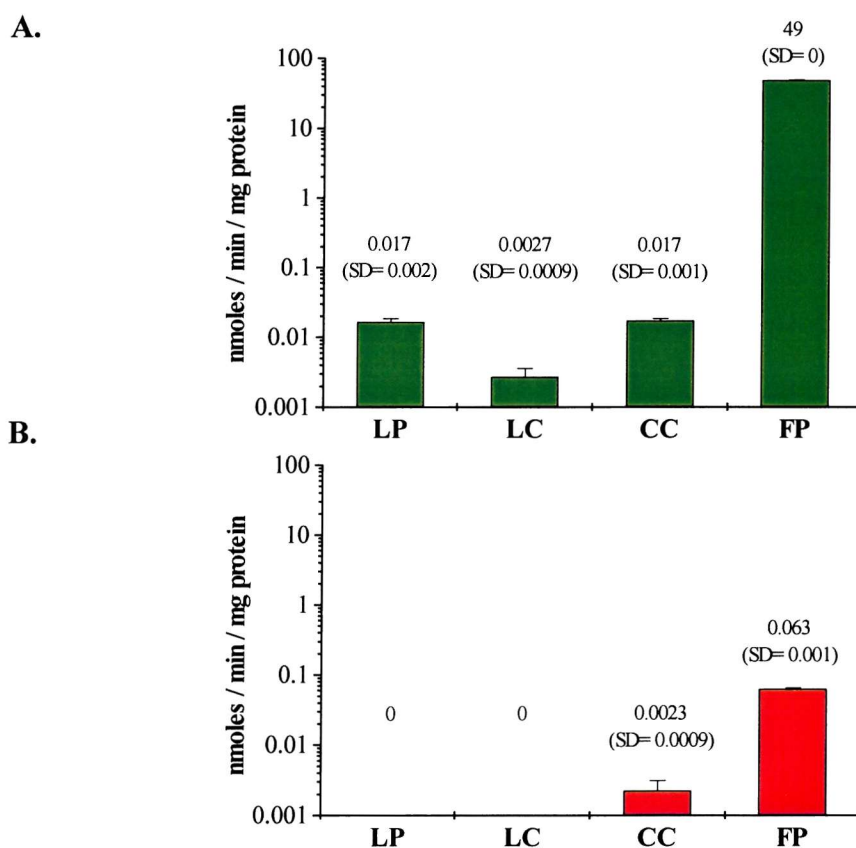 A.
49
(SD= 0)
100
10
1
0.1
0.01
0.001
nmoles / min / mg protein
0.017
(SD= 0.002)
0.0027
(SD= 0.0009)
0.017
(SD= 0.001)
LP LC CC FP
B.
100
10
1
0.1
0.01
0.001
nmoles / min / mg protein
0
0
0.0023
(SD= 0.0009)
0.063
(SD= 0.001)
LP LC CC FP